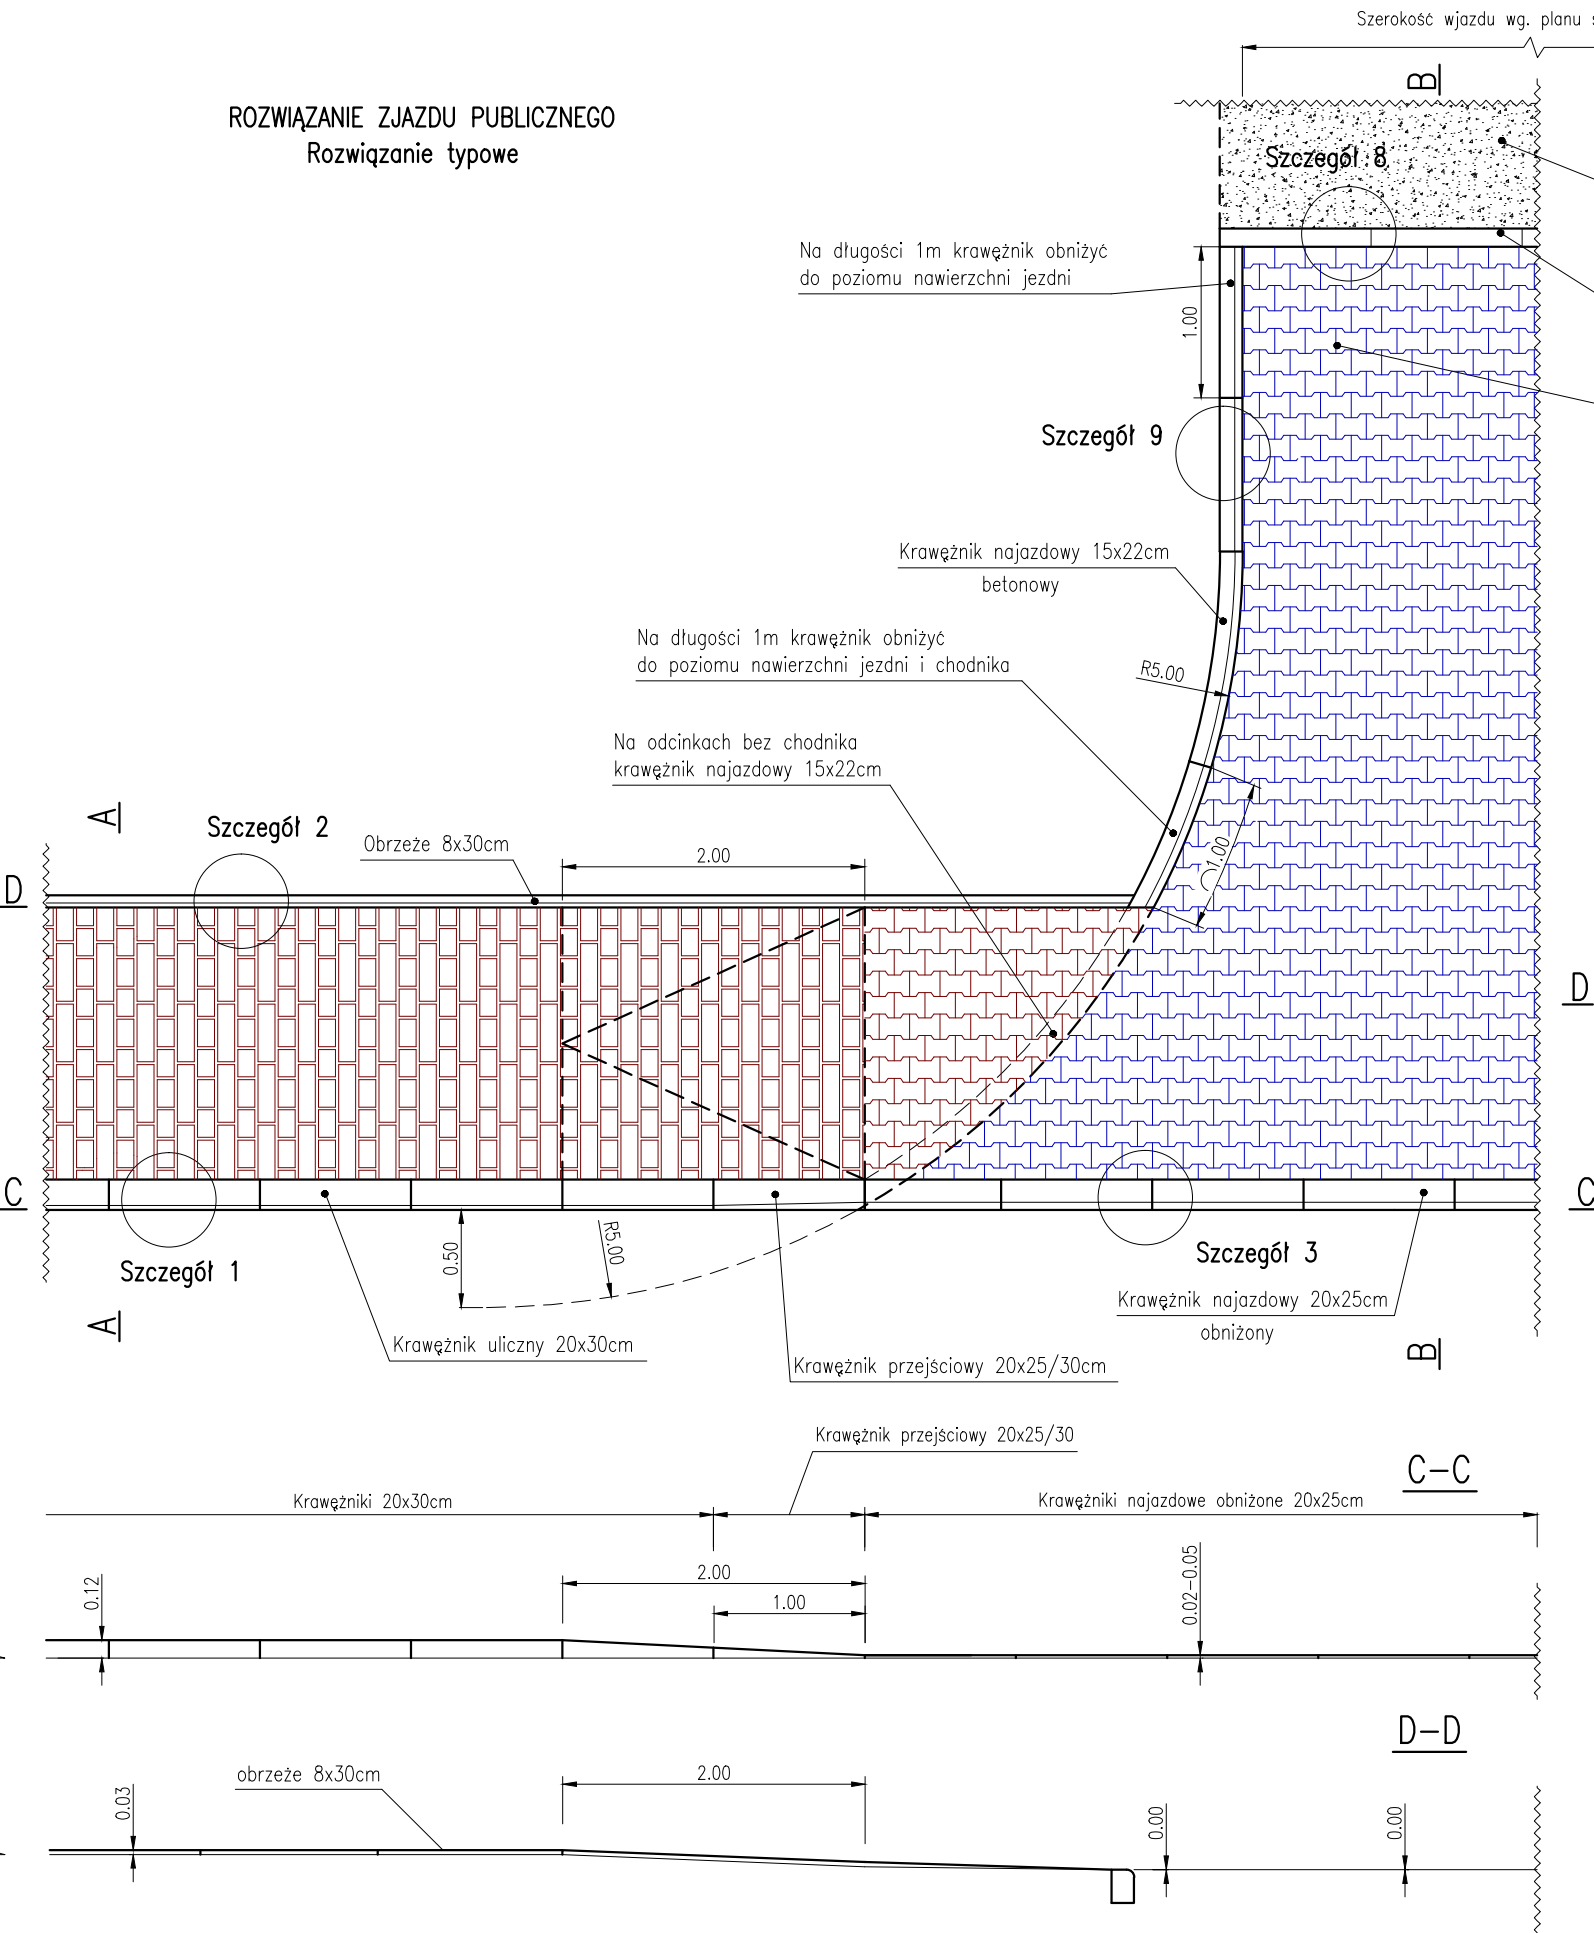 Szerokość wjazdu wg. planu
B
ROZWIĄZANIE ZJAZDU PUBLICZNEGO
Rozwiązanie typowe
Szczegół 8
Na długości 1m krawężnik obniżyć
do poziomu nawierzchni jezdni
1.00
Szczegół 9
Krawężnik najazdowy 15x22cm
betonowy
Na długości 1m krawężnik obniżyć
do poziomu nawierzchni jezdni i chodnika
R5.00
Na odcinkach bez chodnika
krawężnik najazdowy 15x22cm
A
Szczegół 2
Obrzeże 8x30cm
2.00
1.00
D
D
C
C
0.50
R5.00
Szczegół 1
Szczegół 3
Krawężnik najazdowy 20x25cm
obniżony
A
Krawężnik uliczny 20x30cm
B
Krawężnik przejściowy 20x25/30cm
Krawężnik przejściowy 20x25/30
C-C
Krawężniki 20x30cm
Krawężniki najazdowe obniżone 20x25cm
0.12
2.00
1.00
0.02-0.05
D-D
obrzeże 8x30cm
2.00
0.03
0.00
0.00